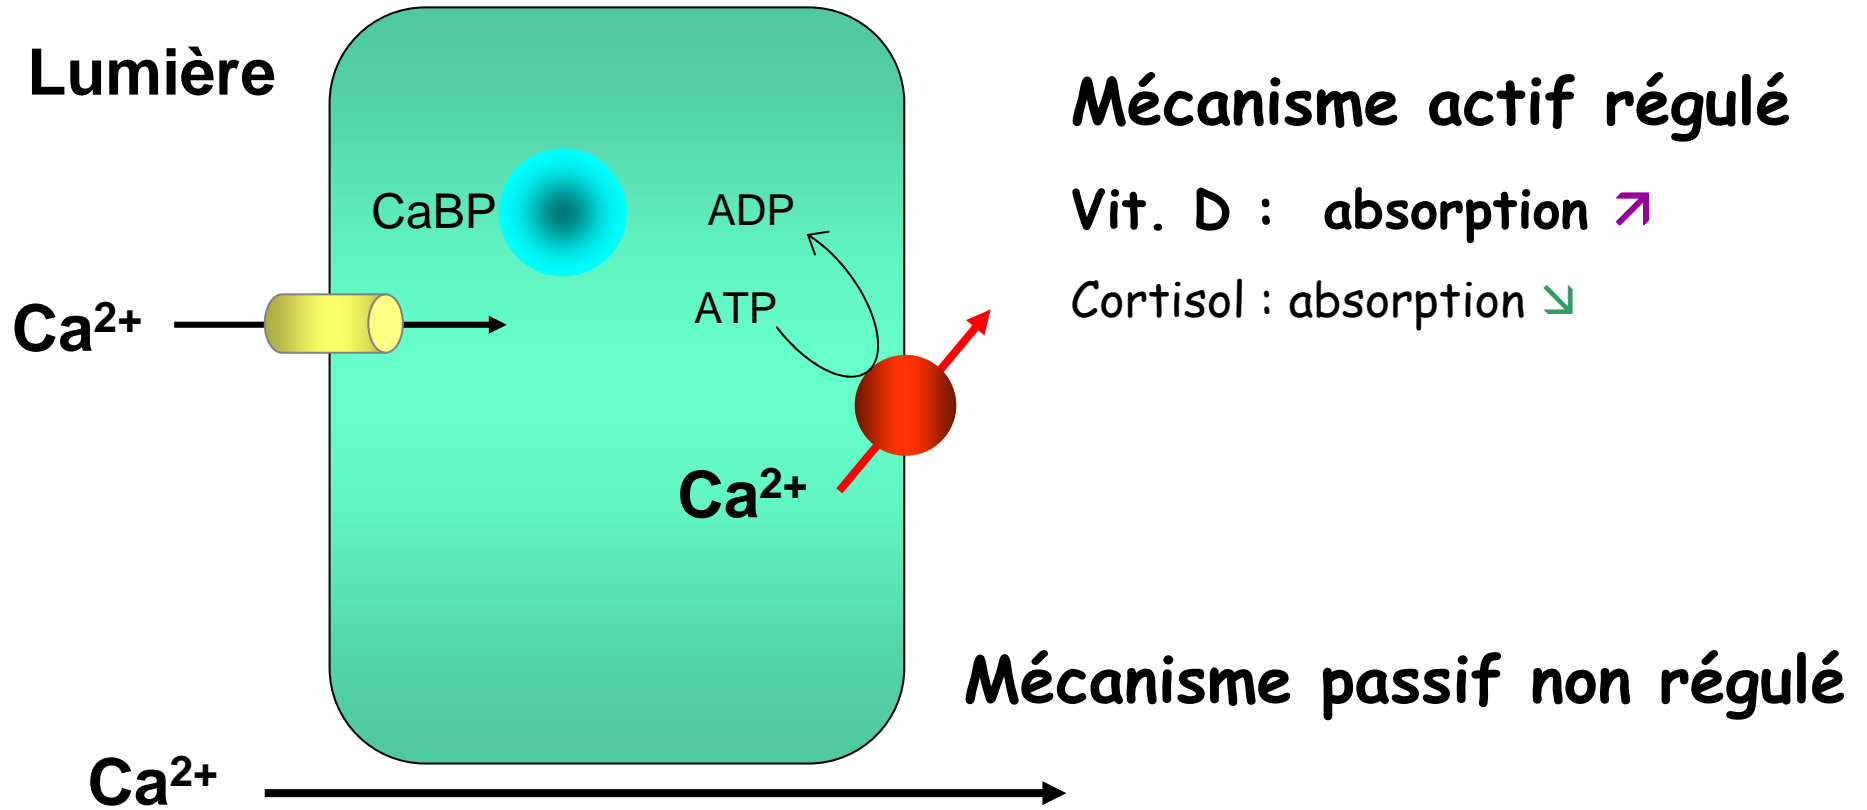 Lumière
Mécanisme actif régulé
CaBP
ADP
Vit. D : absorption ↗
ATP
Cortisol : absorption ↘
Ca²⁺
Ca²⁺
Mécanisme passif non régulé
Ca²⁺